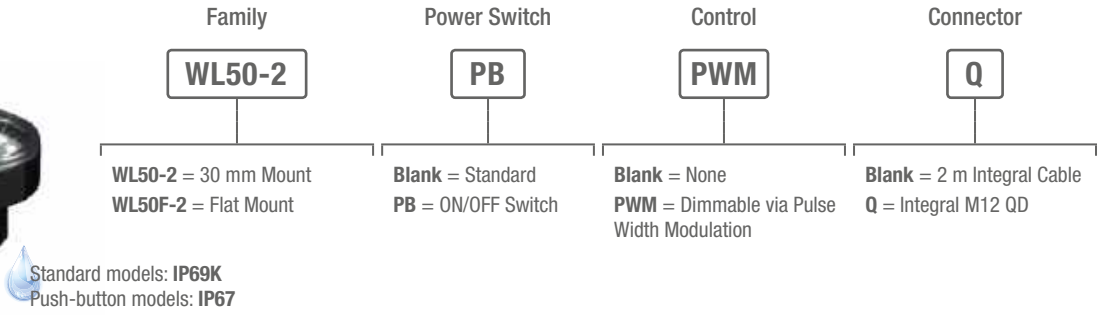 Family
Power Switch
Control
Connector
WL50-2
PB
PWM
Q
WL50-2 = 30 mm Mount
WL50F-2 = Flat Mount
Blank = Standard
PB = ON/OFF Switch
Blank = None
PWM = Dimmable via Pulse
Width Modulation
Blank = 2 m Integral Cable
Q = Integral M12 QD
Standard models: IP69K
Push-button models: IP67